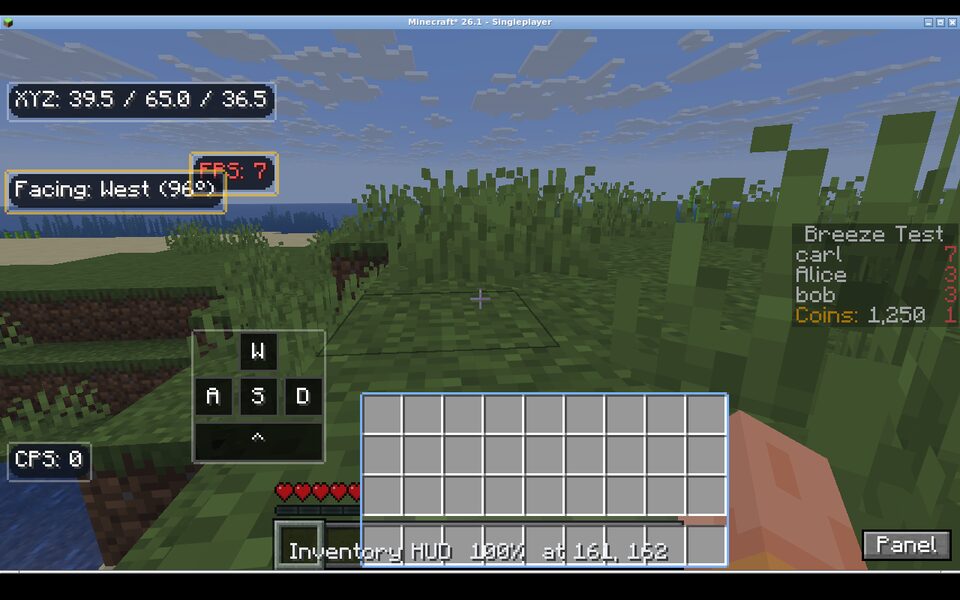 Minecraft* 26.1 - Singleplayer
XYZ: 39.5 / 65.0 / 36.5
FPS: 7
Facing: West (96°)
Breeze Test
carl 7
Alice 3
bob 3
Coins: 1,250 1
W
A S D
^
CPS: 0
Inventory HUD 100% at 161, 162
Panel